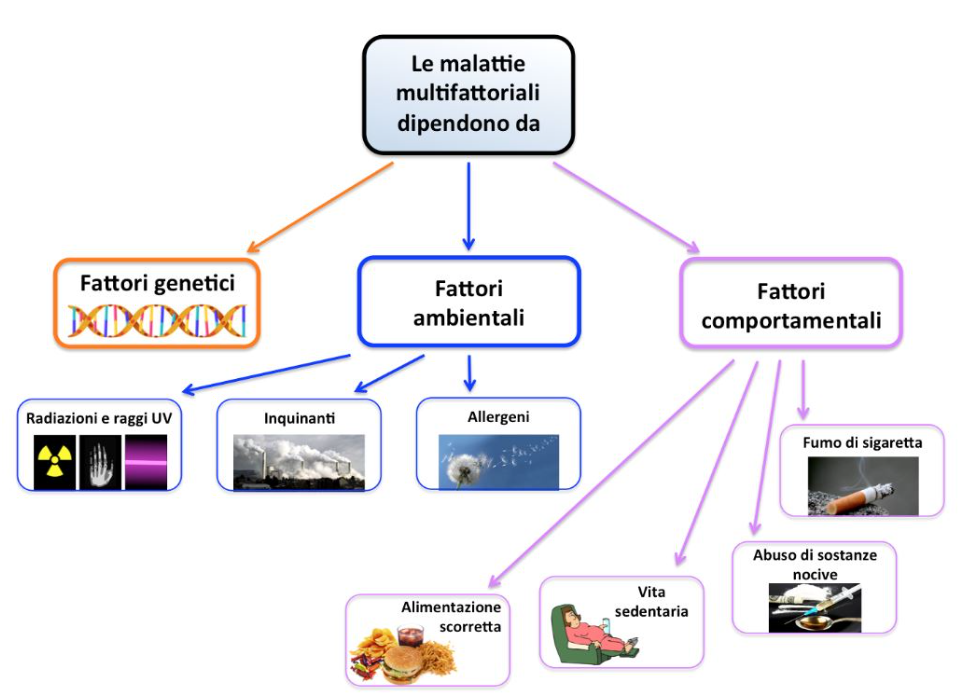 Le malattie
multifattoriali
dipendono da
Fattori genetici
Fattori
ambientali
Fattori
comportamentali
Radiazioni e raggi UV
Inquinanti
Allergeni
Fumo di sigaretta
Abuso di sostanze
nocive
Vita
sedentaria
Alimentazione
scorretta